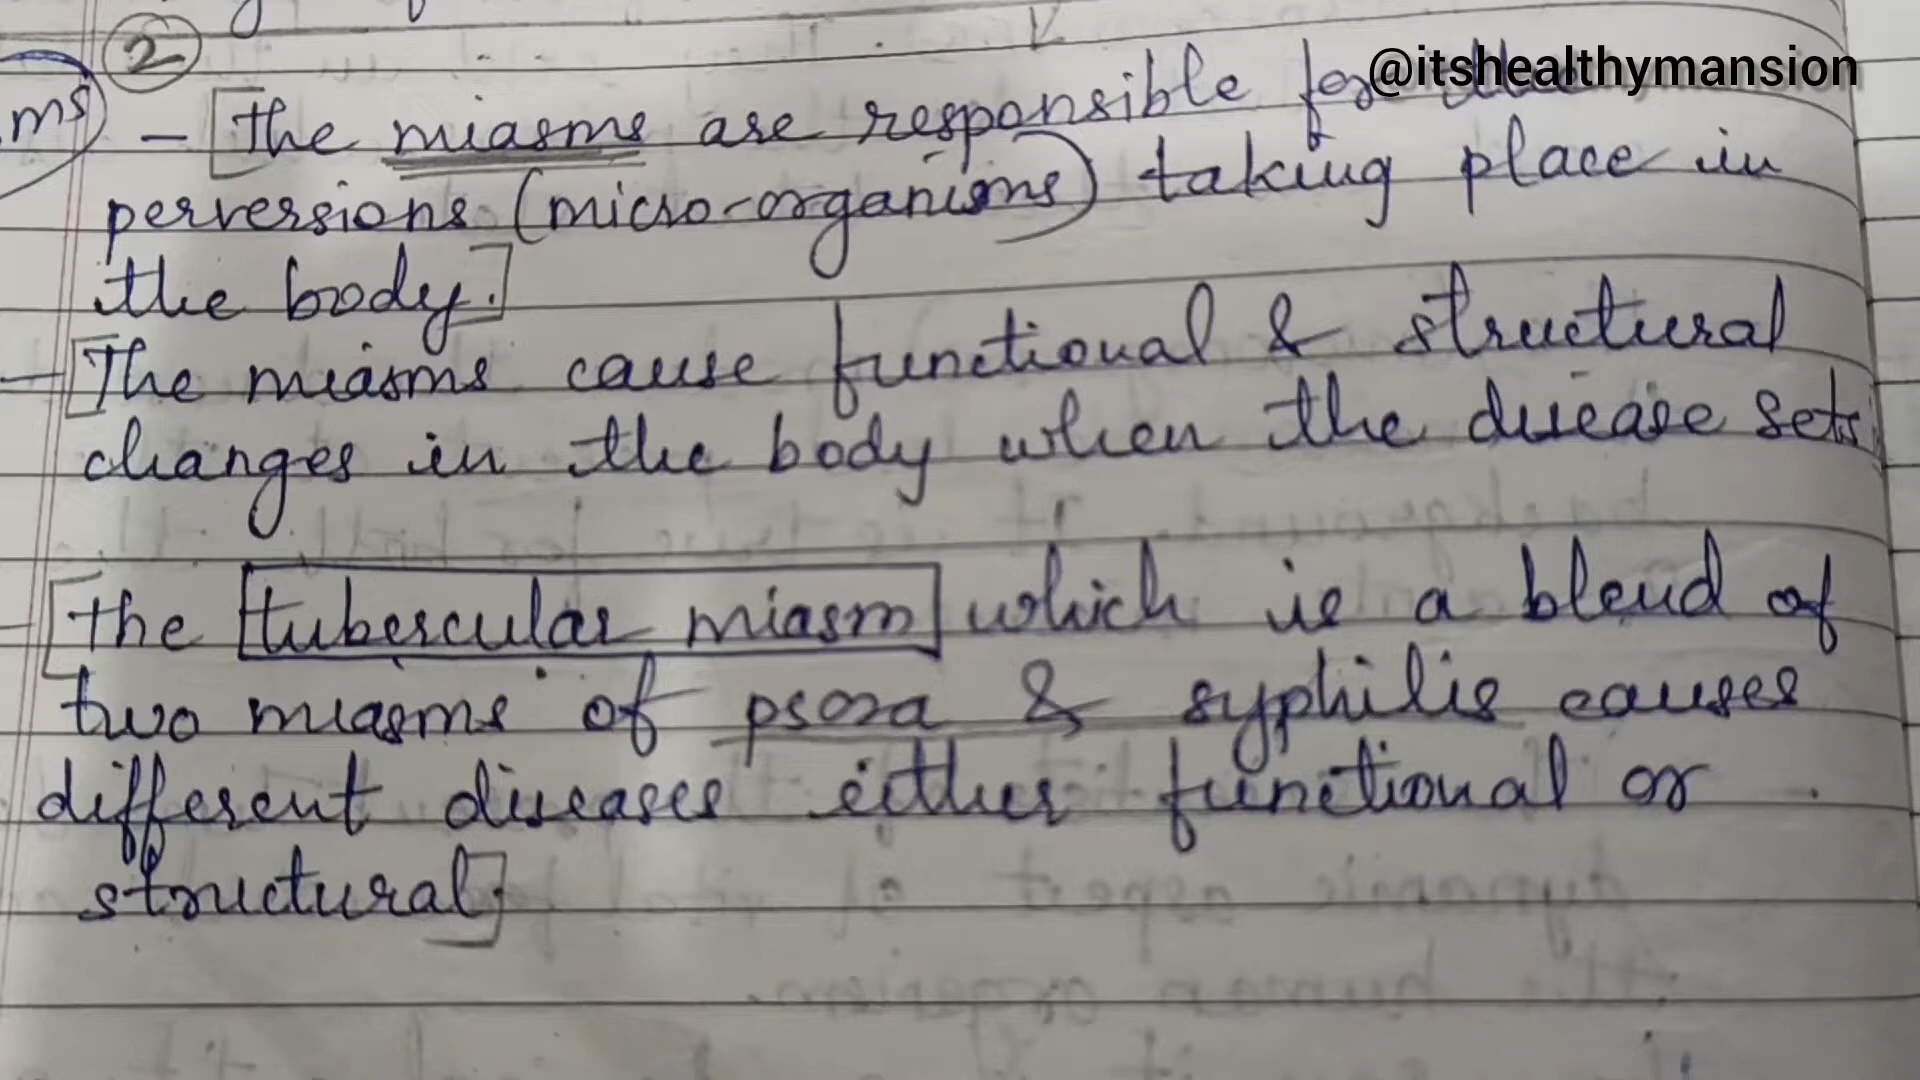 ②
@itshealthymansion
ms) - [The miasms are responsible for the
perversions (micro-organisms) taking place in
the body.]
- [The miasms cause functional & structural
changes in the body when the disease sets
- [The tubercular miasm which is a blend of
two miasms of psora & syphilis causes
different diseases either functional or
structural]